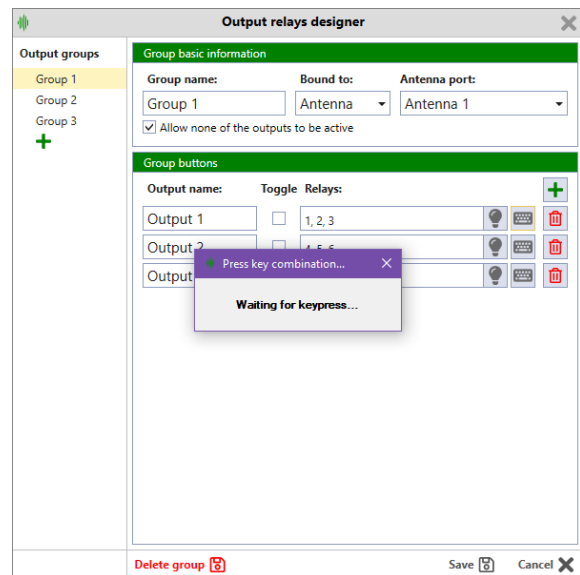 Output relays designer
Output groups
Group 1
Group 2
Group 3
Group basic information
Group name: Bound to: Antenna port:
Group 1 Antenna Antenna 1
Allow none of the outputs to be active
Group buttons
Output name: Toggle Relays:
Output 1 1, 2, 3
Output 2 4, 5, 6
Output
Press key combination...
Waiting for keypress...
Delete group Save Cancel